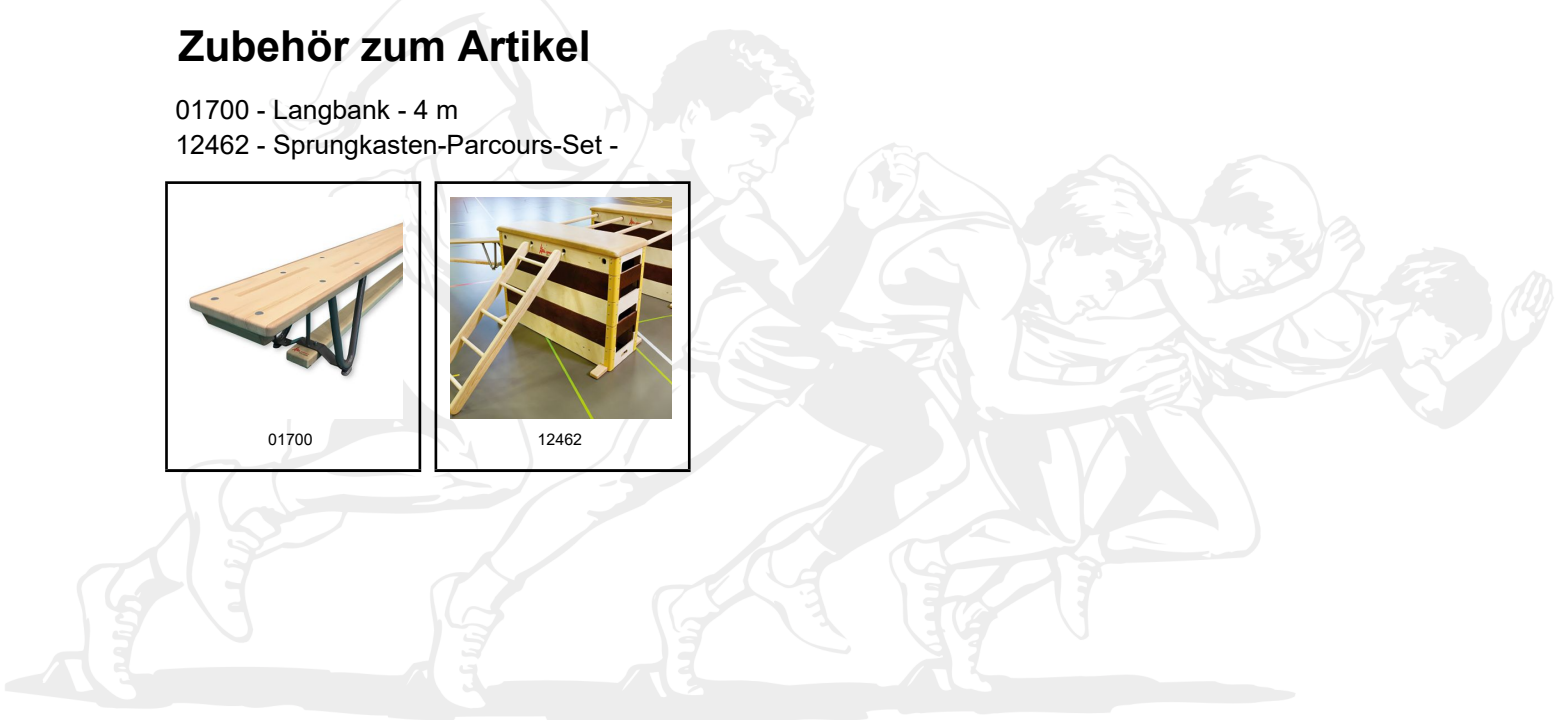 Zubehör zum Artikel
01700 - Langbank - 4 m
12462 - Sprungkasten-Parcours-Set -
01700
12462